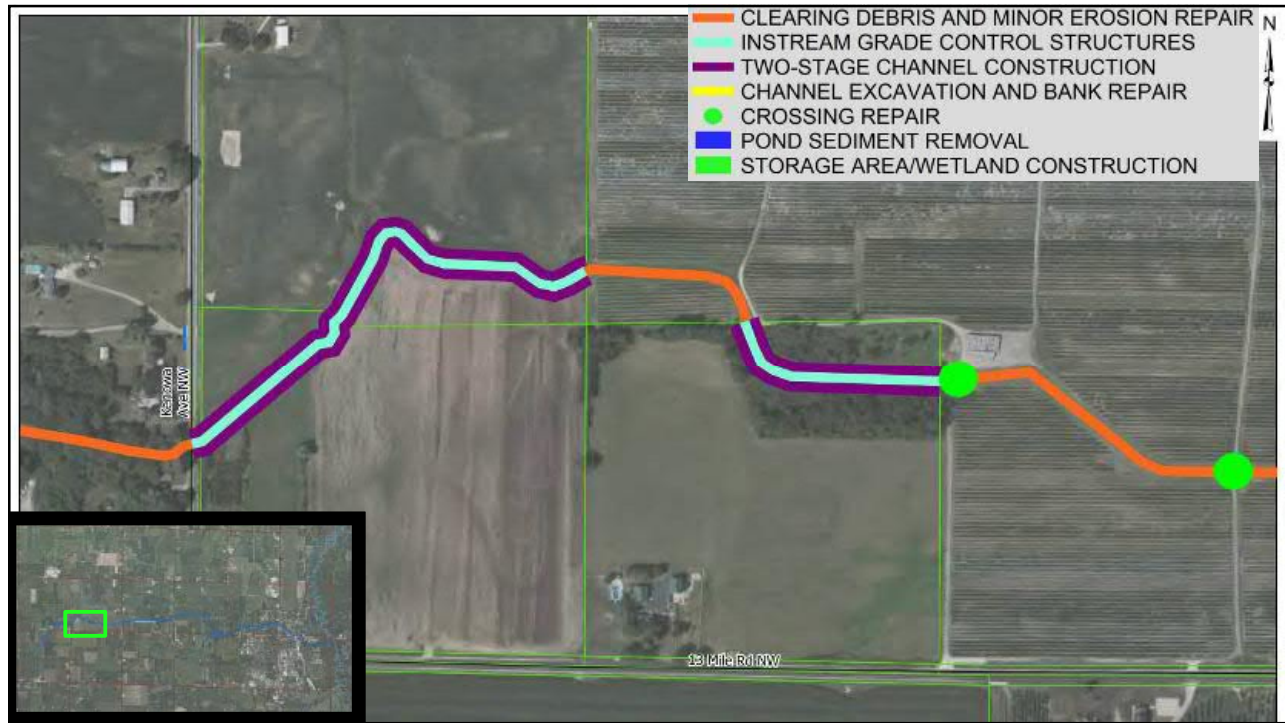 CLEARING DEBRIS AND MINOR EROSION REPAIR
N
INSTREAM GRADE CONTROL STRUCTURES
TWO-STAGE CHANNEL CONSTRUCTION
CHANNEL EXCAVATION AND BANK REPAIR
CROSSING REPAIR
POND SEDIMENT REMOVAL
STORAGE AREA/WETLAND CONSTRUCTION
Kenowa
Ave NW
13 Mile Rd NW